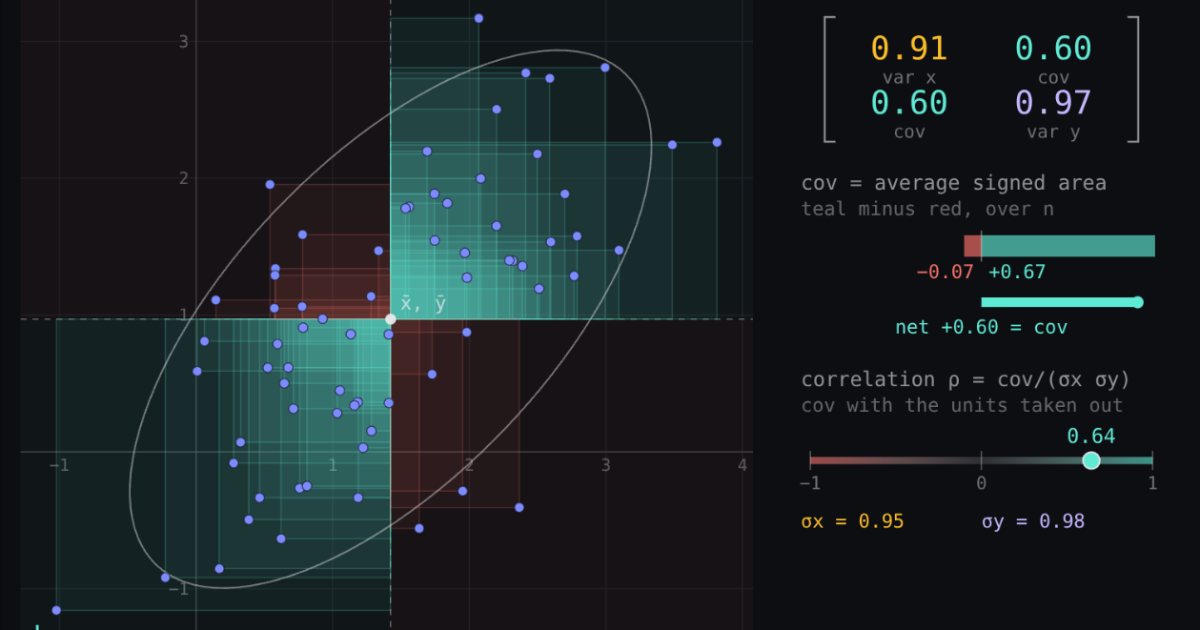 3
2
1
x̄, ȳ
−1
1
2
3
4
−1
0.91 0.60
var x cov
0.60 0.97
cov var y
cov = average signed area
teal minus red, over n
−0.07 +0.67
net +0.60 = cov
correlation ρ = cov/(σx σy)
cov with the units taken out
0.64
−1 0 1
σx = 0.95 σy = 0.98